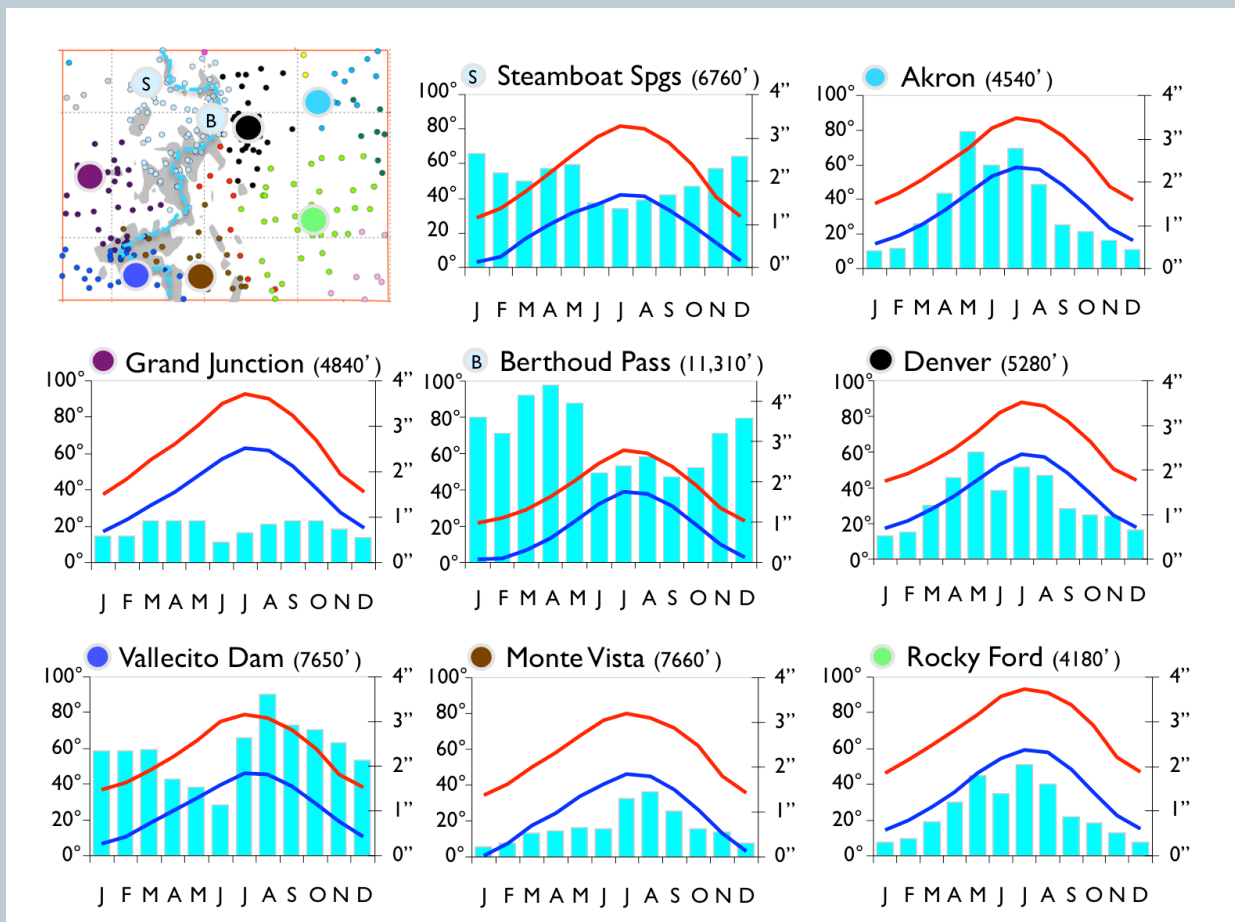 S
B
S Steamboat Spgs (6760’)
100° 4’’
80° 3’’
60° 2’’
40°
20 1’’
0° 0’’
J F M A M J J A S O N D
Akron (4540’)
100° 4’’
80° 3’’
60°
40° 2’’
20° 1’’
0° 0’’
J F M A M J J A S O N D
Grand Junction (4840’)
100° 4’’
80° 3’’
60°
40° 2’’
20° 1’’
0° 0’’
J F M A M J J A S O N D
B Berthoud Pass (11,310’)
100°
80° 4’’
60° 3’’
40° 2’’
20° 1’’
0° 0’’
J F M A M J J A S O N D
Denver (5280’)
100° 4’’
80° 3’’
60°
40° 2’’
20° 1’’
0° 0’’
J F M A M J J A S O N D
Vallecito Dam (7650’)
100° 4’’
80° 3’’
60°
40° 2’’
20° 1’’
0° 0’’
J F M A M J J A S O N D
Monte Vista (7660’)
100° 4’’
80° 3’’
60°
40° 2’’
20° 1’’
0° 0’’
J F M A M J J A S O N D
Rocky Ford (4180’)
100° 4’’
80° 3’’
60°
40° 2’’
20° 1’’
0° 0’’
J F M A M J J A S O N D